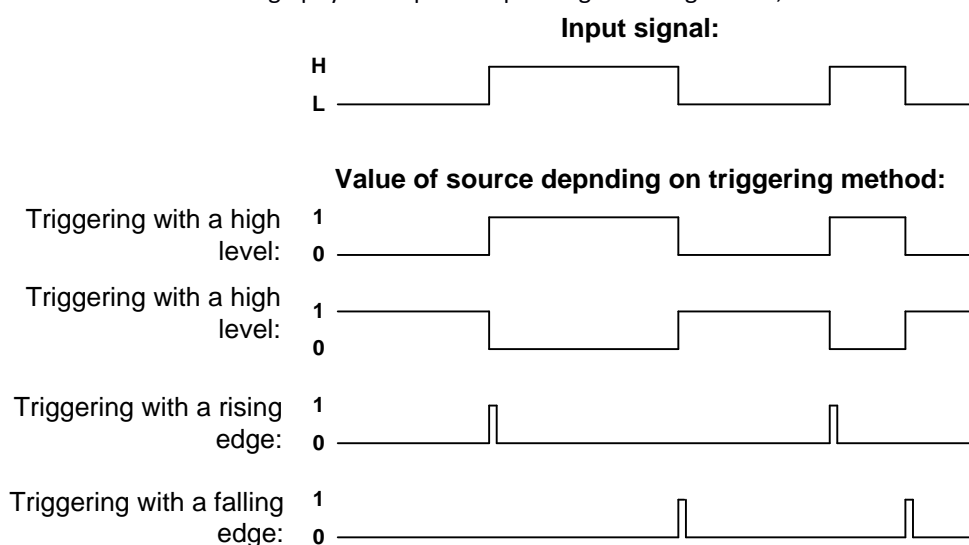 Input signal:
H
L
Value of source depnding on triggering method:
Triggering with a high
level:
1
0
Triggering with a high
level:
1
0
Triggering with a rising
edge:
1
0
Triggering with a falling
edge:
1
0